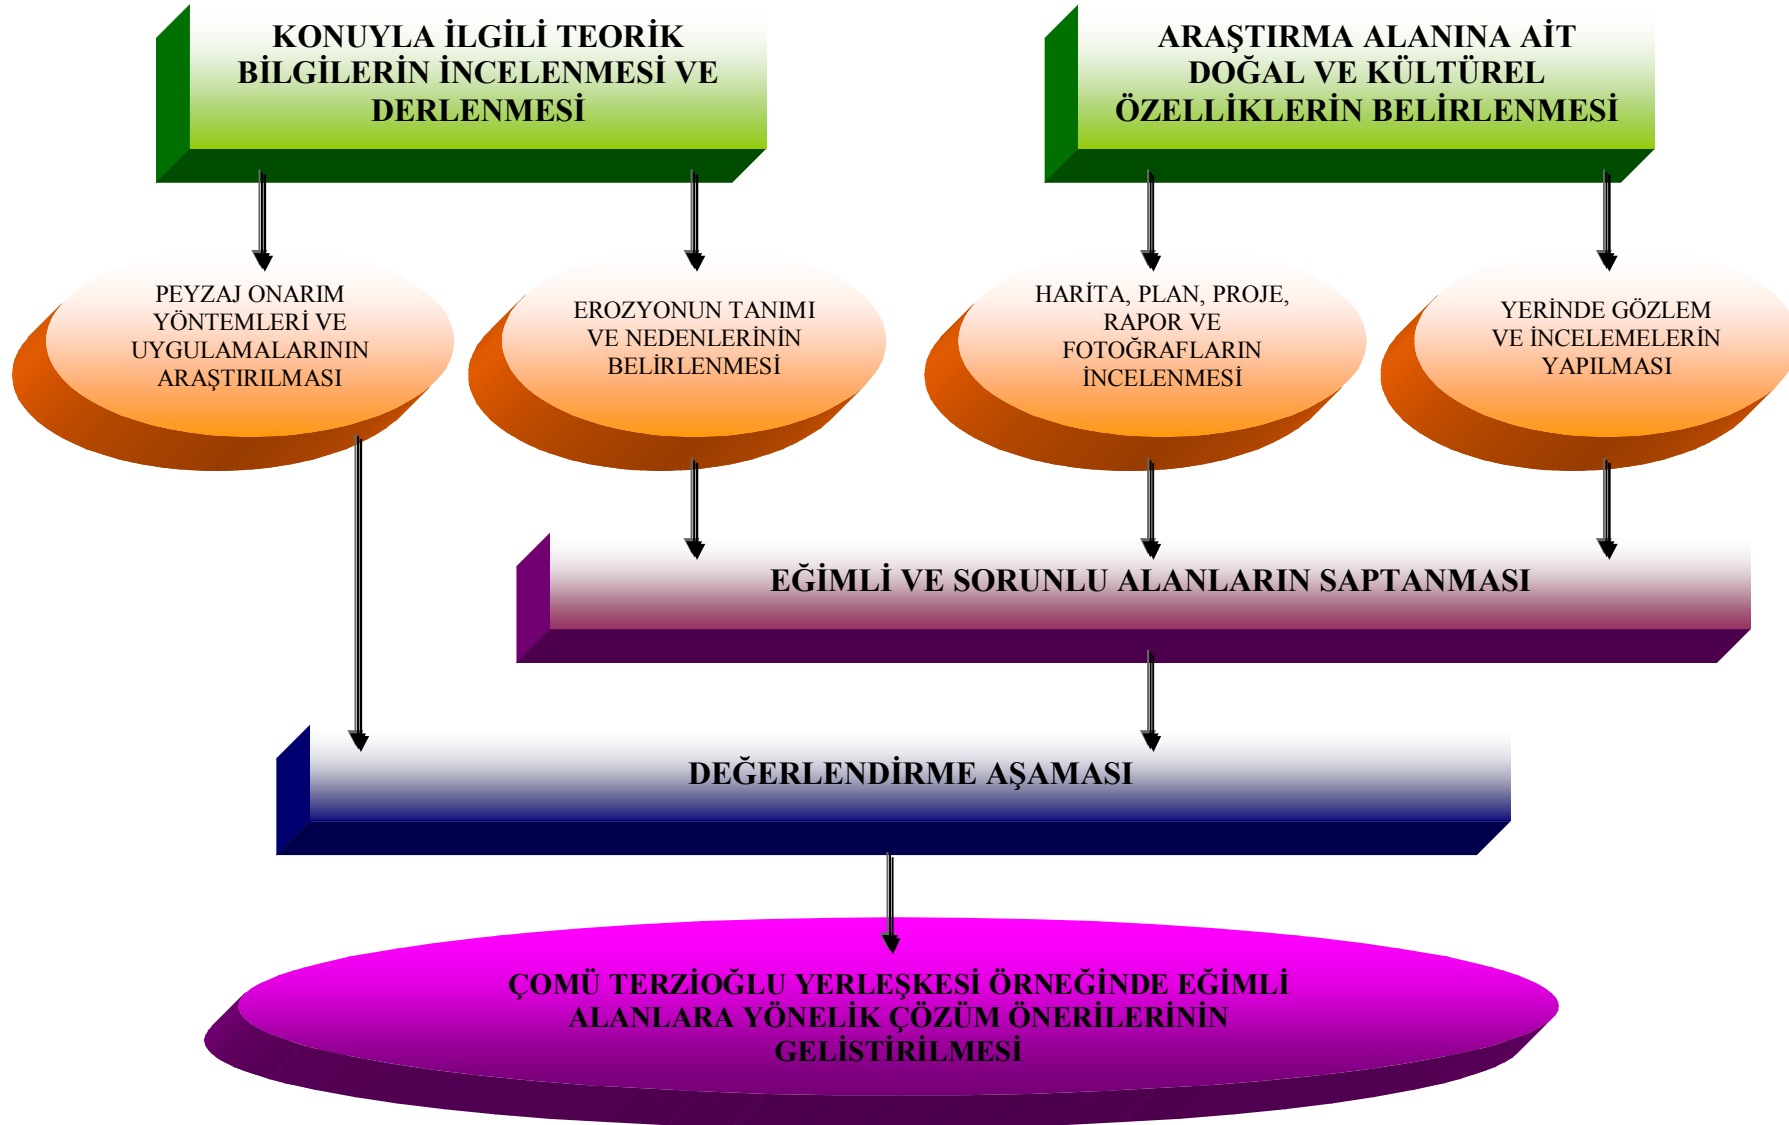 KONUYLA İLGİLİ TEORİK
BİLGİLERİN İNCELENMESİ VE
DERLENMESİ
ARAŞTIRMA ALANINA AİT
DOĞAL VE KÜLTÜREL
ÖZELLİKLERİN BELİRLENMESİ
PEYZAJ ONARIM
YÖNTEMLERİ VE
UYGULAMALARININ
ARAŞTIRILMASI
EROZYONUN TANIMI
VE NEDENLERİNİN
BELİRLENMESİ
HARİTA, PLAN, PROJE,
RAPOR VE
FOTOĞRAFLARIN
İNCELENMESİ
YERİNDE GÖZLEM
VE İNCELEMELERİN
YAPILMASI
EĞİMLİ VE SORUNLU ALANLARIN SAPTANMASI
DEĞERLENDİRME AŞAMASI
ÇOMÜ TERZİOĞLU YERLEŞKESİ ÖRNEĞİNDE EĞİMLİ
ALANLARA YÖNELİK ÇÖZÜM ÖNERİLERİNİN
GELİSTİRİLMESİ